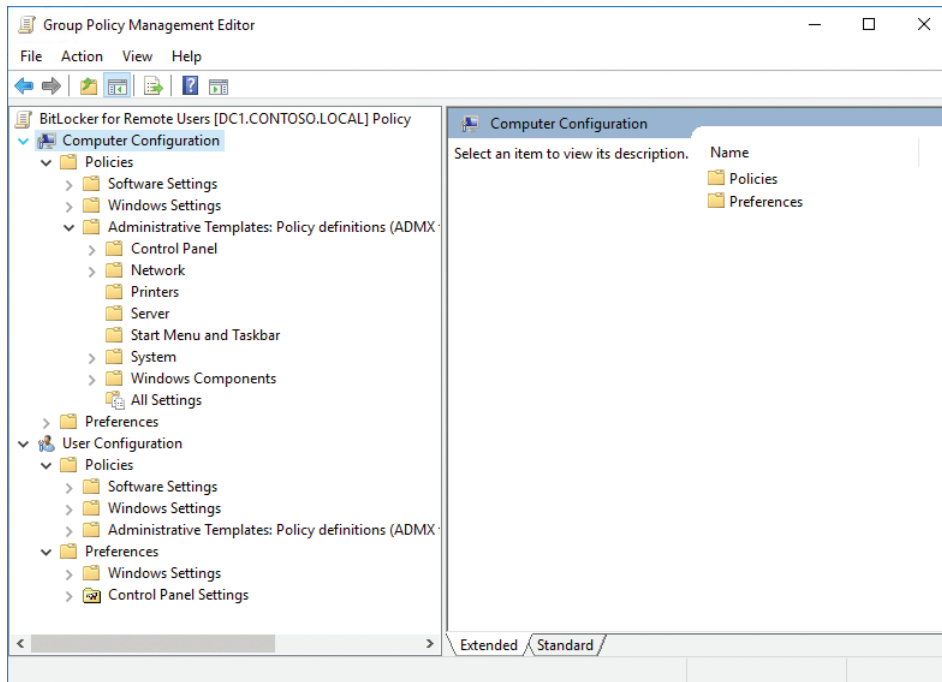 Group Policy Management Editor
File Action View Help
BitLocker for Remote Users [DC1.CONTOSO.LOCAL] Policy
Computer Configuration
Policies
Software Settings
Windows Settings
Administrative Templates: Policy definitions (ADMX
Control Panel
Network
Printers
Server
Start Menu and Taskbar
System
Windows Components
All Settings
Preferences
User Configuration
Policies
Software Settings
Windows Settings
Administrative Templates: Policy definitions (ADMX
Preferences
Windows Settings
Control Panel Settings
Computer Configuration
Select an item to view its description.
Name
Policies
Preferences
Extended Standard